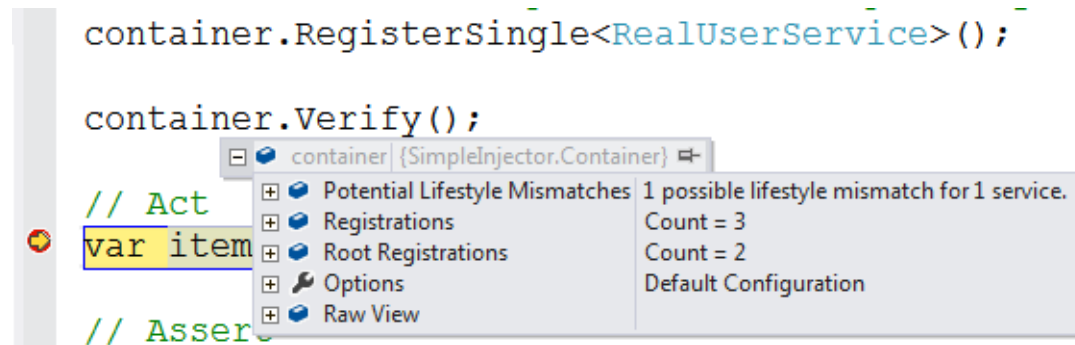 container.RegisterSingle<RealUserService>();
container.Verify();
container {SimpleInjector.Container}
Potential Lifestyle Mismatches 1 possible lifestyle mismatch for 1 service.
// Act
Registrations Count = 3
var item
Root Registrations Count = 2
Options Default Configuration
Raw View
// Assert